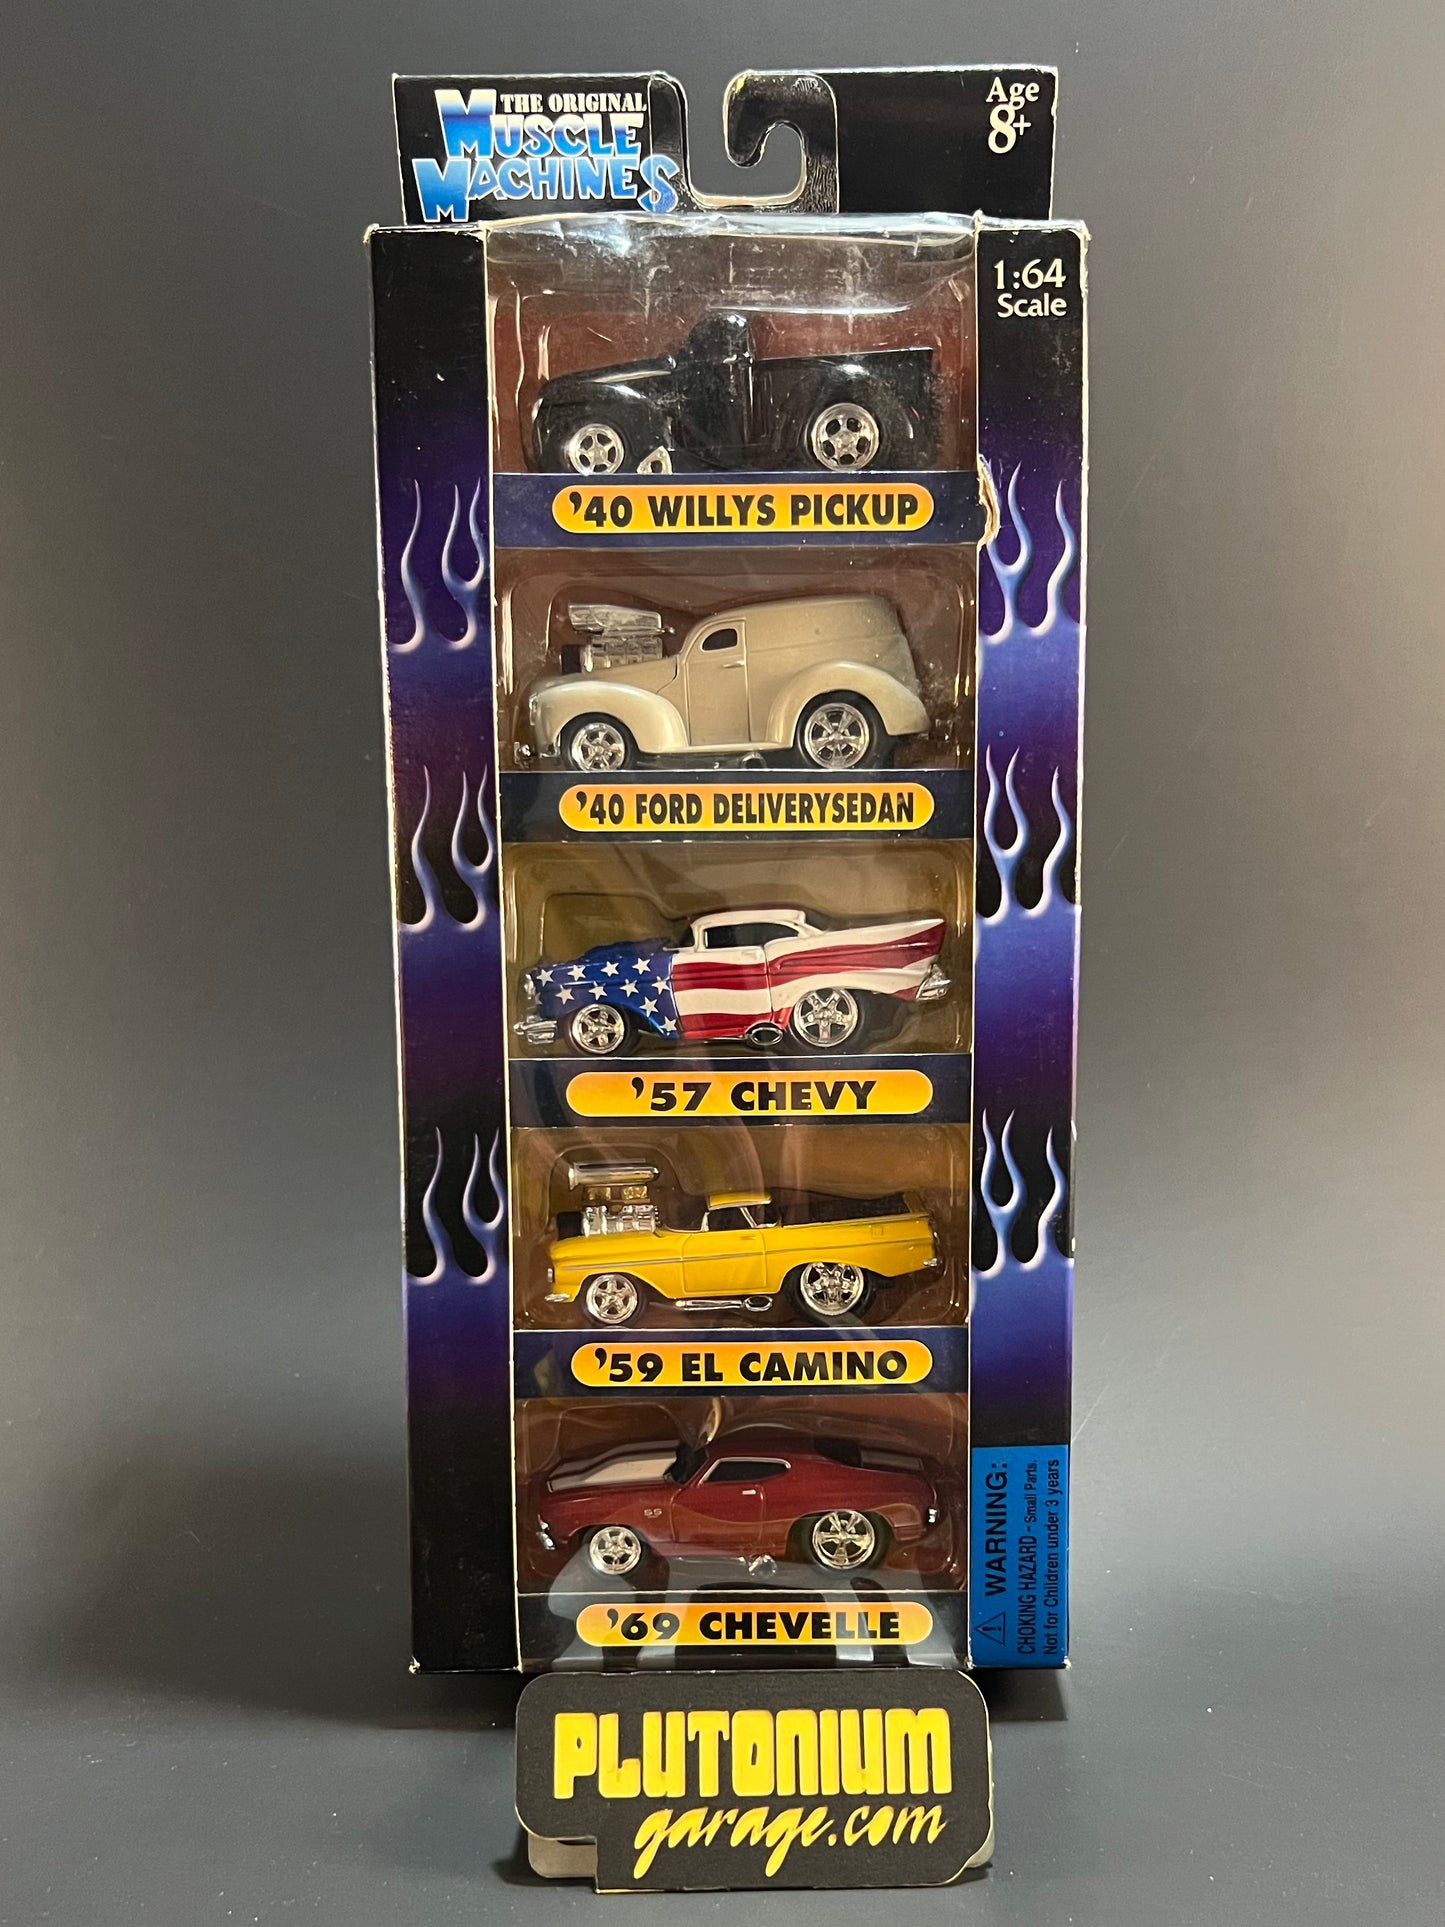 THE ORIGINAL
MUSCLE
MACHINES
Age
8+
1:64
Scale
'40 WILLYS PICKUP
'40 FORD DELIVERYSEDAN
'57 CHEVY
'59 EL CAMINO
SS
'69 CHEVELLE
WARNING:
CHOKING HAZARD - Small Parts.
Not for Children under 3 years
PLUTONIUM
garage.com